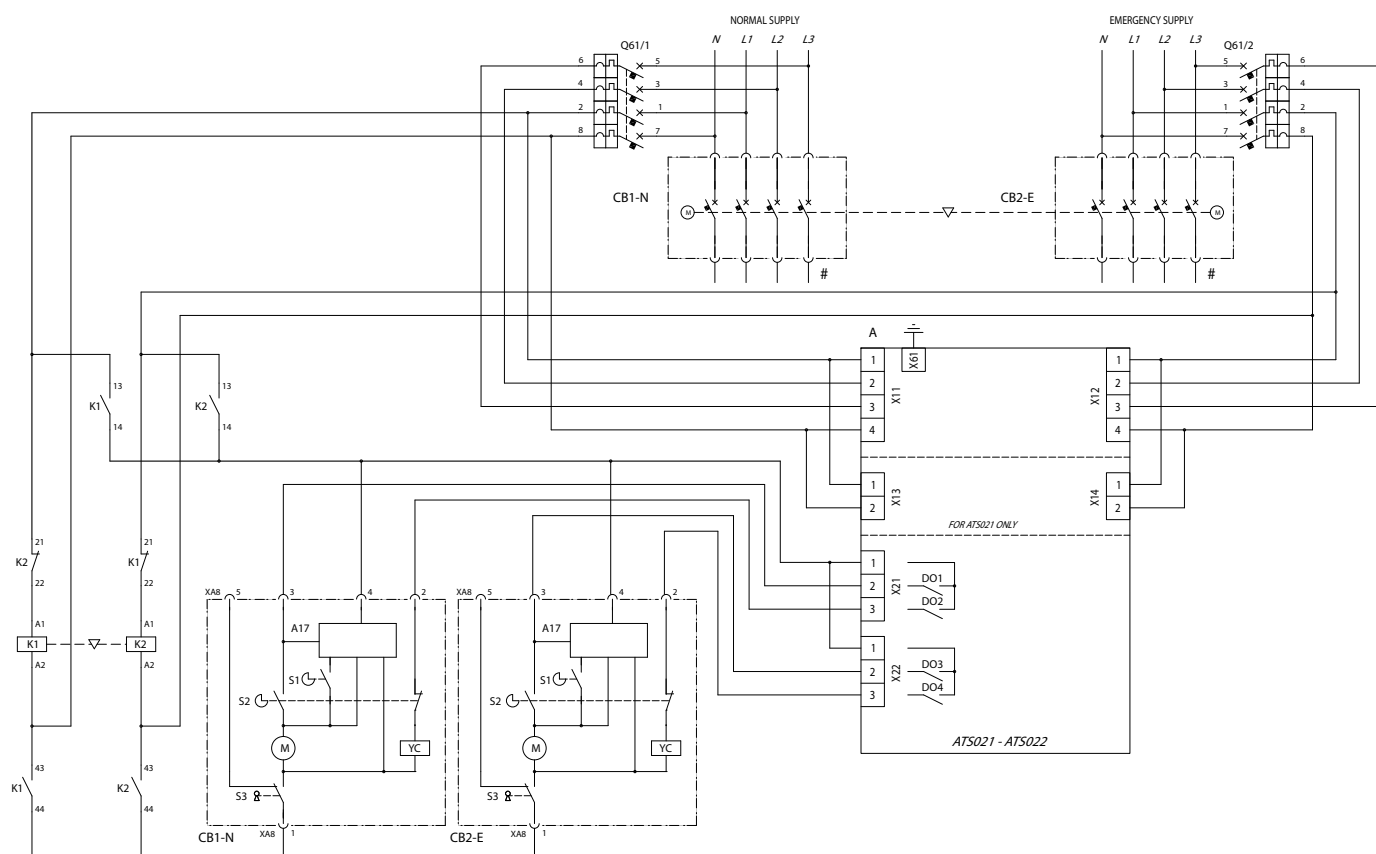 NORMAL SUPPLY
EMERGENCY SUPPLY
Q61/1
N L1 L2 L3
N L1 L2 L3
Q61/2
6 5
5 6
4 3
3 4
2 1
1 2
8 7
7 8
CB1-N
M
CB2-E
M
#
#
A
X61
1
2
3
4
X11
1
2
3
4
X12
13
K1
14
13
K2
14
1
2
X13
1
2
X14
FOR ATS021 ONLY
21
K2
22
21
K1
22
1
2
3
X21
DO1
DO2
1
2
3
X22
DO3
DO4
ATS021 - ATS022
A1
K1
A2
A1
K2
A2
XA8 5 3 4 2
A17
S1
S2
M
YC
S3
XA8 1
CB1-N
XA8 5 3 4 2
A17
S1
S2
M
YC
S3
XA8 1
CB2-E
43
K1
44
43
K2
44